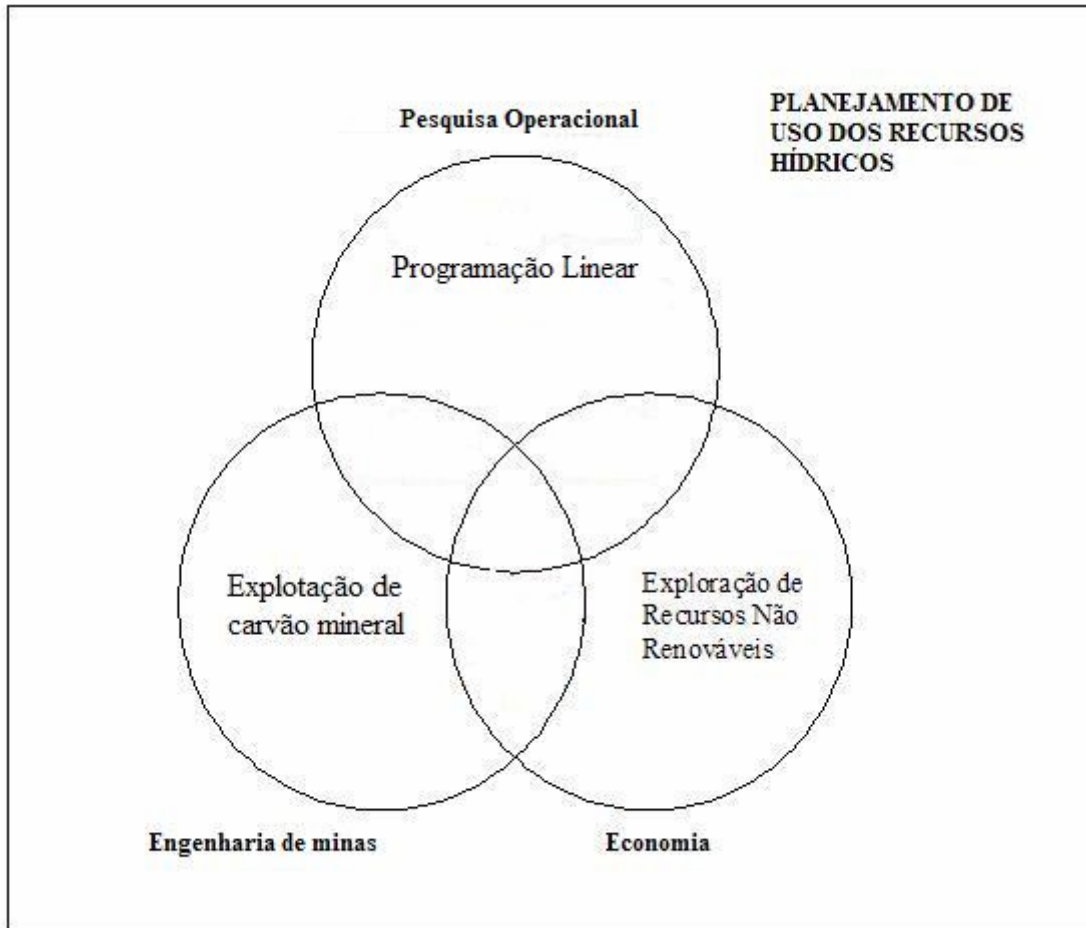 PLANEJAMENTO DE
USO DOS RECURSOS
HÍDRICOS
Pesquisa Operacional
Programação Linear
Explotação de
carvão mineral
Exploração de
Recursos Não
Renováveis
Engenharia de minas
Economia